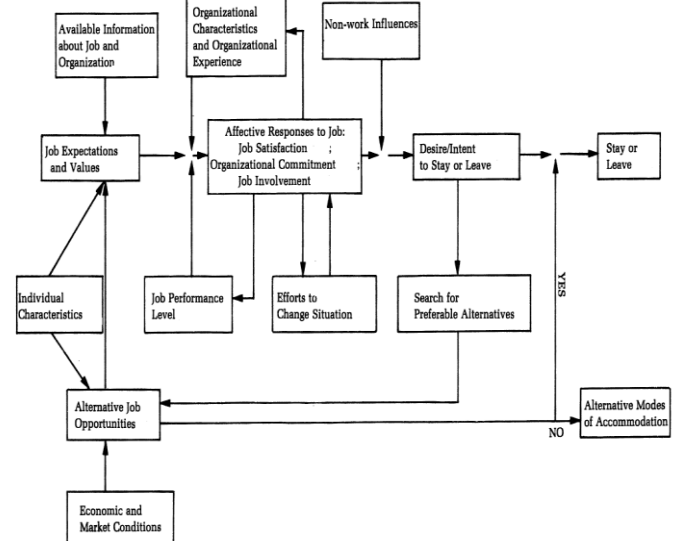 Available Information
about Job and
Organization
Organizational
Characteristics
and Organizational
Experience
Non-work Influences
Job Expectations
and Values
Affective Responses to Job:
Job Satisfaction ;
Organizational Commitment ;
Job Involvement
Desire/Intent
to Stay or Leave
Stay or
Leave
Individual
Characteristics
Job Performance
Level
Efforts to
Change Situation
Search for
Preferable Alternatives
YES
Alternative Job
Opportunities
NO
Alternative Modes
of Accommodation
Economic and
Market Conditions